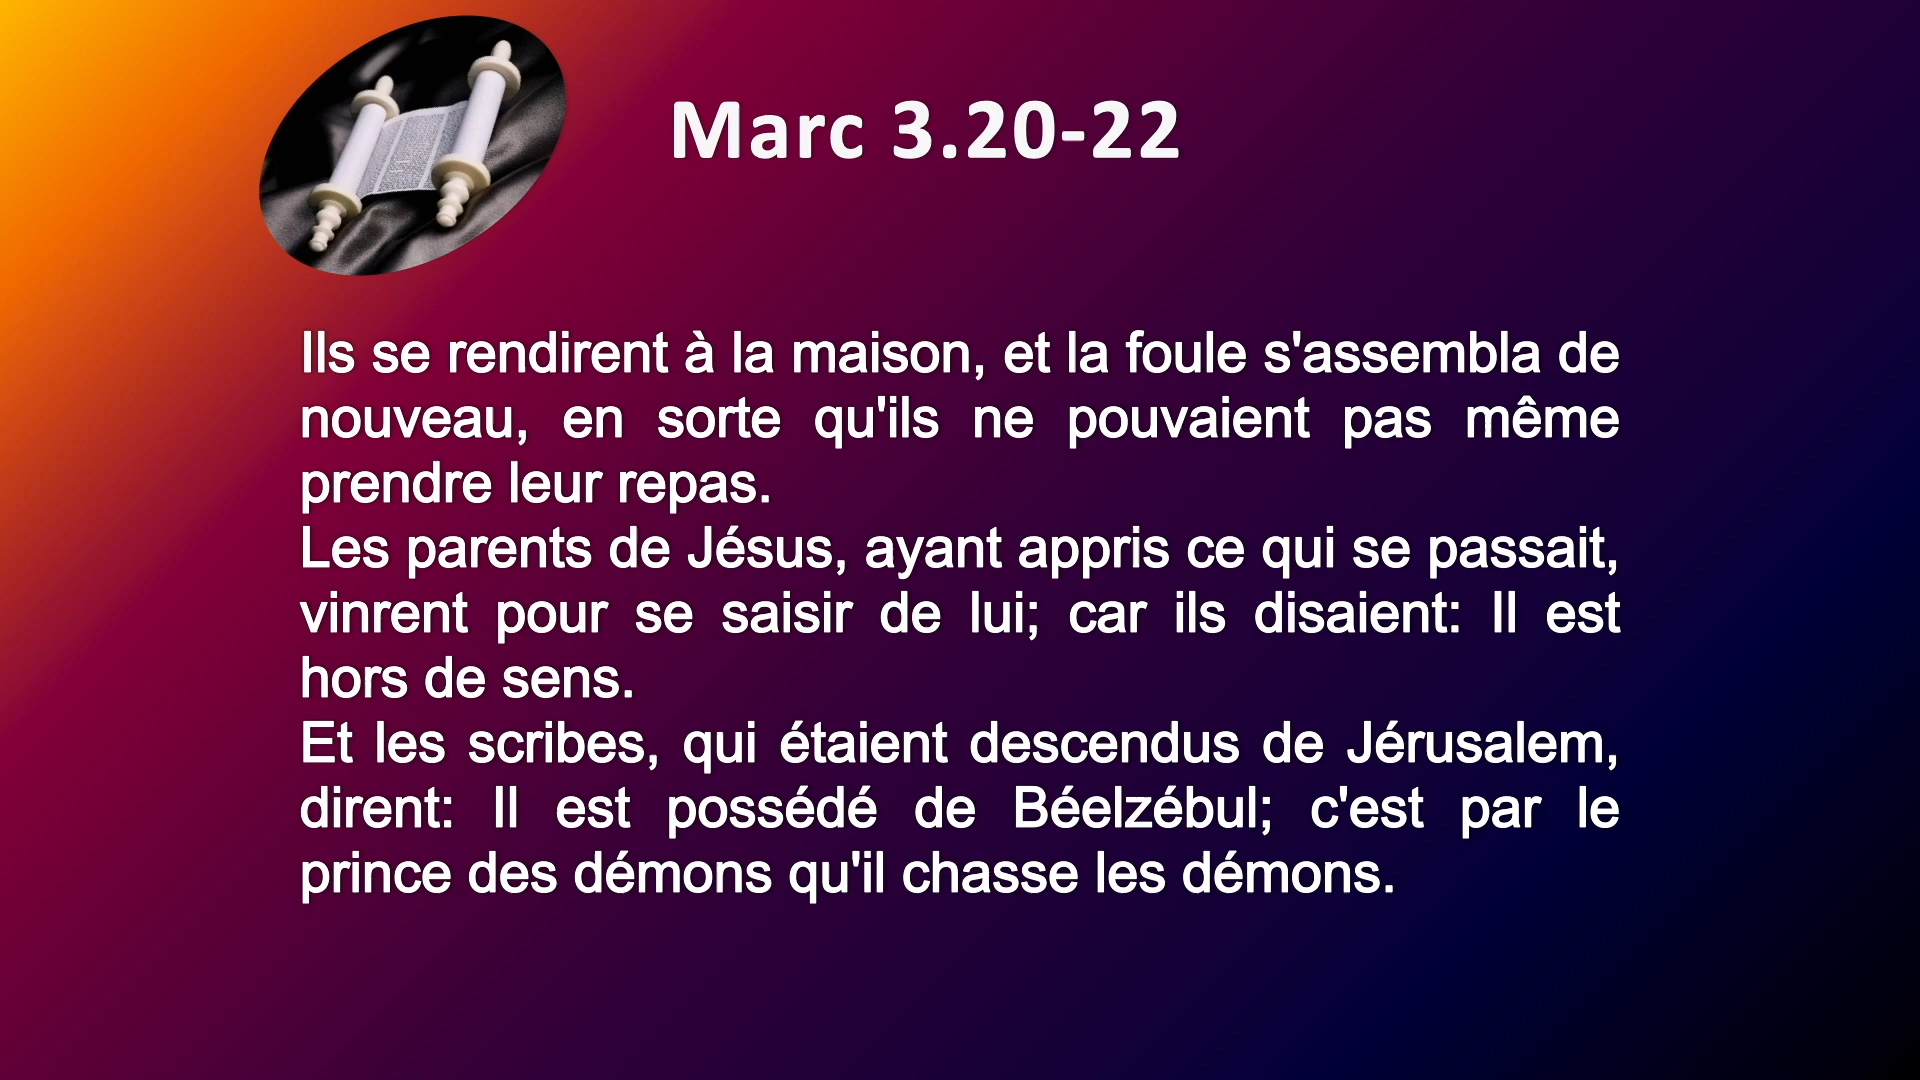 Marc 3.20-22
Ils se rendirent à la maison, et la foule s'assembla de
nouveau, en sorte qu'ils ne pouvaient pas même
prendre leur repas.
Les parents de Jésus, ayant appris ce qui se passait,
vinrent pour se saisir de lui; car ils disaient: Il est
hors de sens.
Et les scribes, qui étaient descendus de Jérusalem,
dirent: Il est possédé de Béelzébul; c'est par le
prince des démons qu'il chasse les démons.